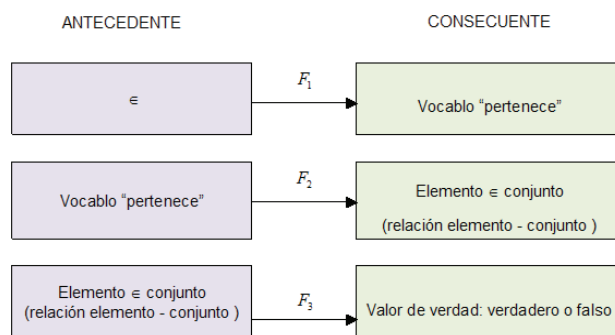 ANTECEDENTE
CONSECUENTE
∈
F₁
Vocablo "pertenece"
Vocablo "pertenece"
F₂
Elemento ∈ conjunto
(relación elemento - conjunto )
Elemento ∈ conjunto
(relación elemento - conjunto )
F₃
Valor de verdad: verdadero o falso